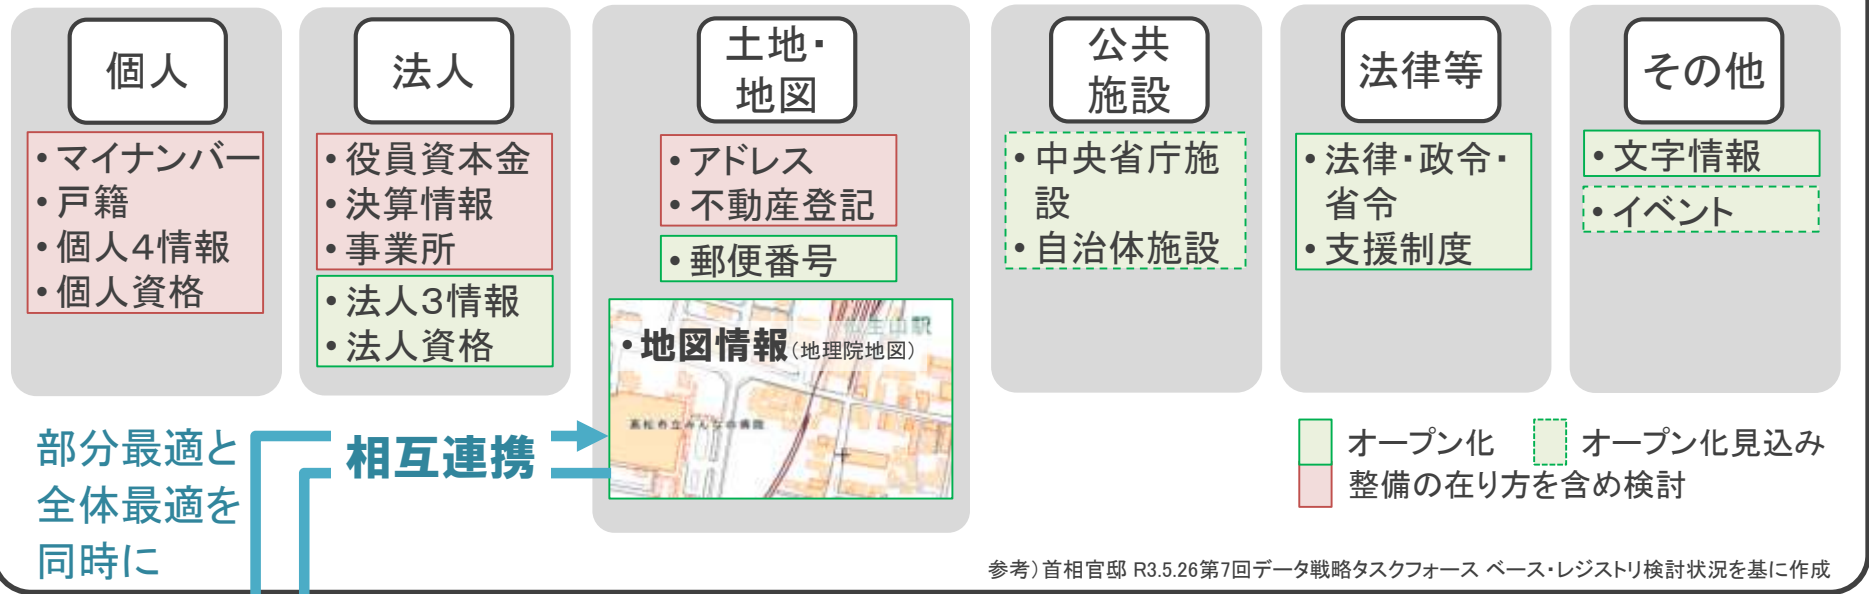 個人
・マイナンバー
・戸籍
・個人4情報
・個人資格
法人
・役員資本金
・決算情報
・事業所
・法人3情報
・法人資格
土地・
地図
・アドレス
・不動産登記
・郵便番号
・地図情報(地理院地図)
高松市立みんなの病院
公共
施設
・中央省庁施
設
・自治体施設
法律等
・法律・政令・
省令
・支援制度
その他
・文字情報
・イベント
部分最適と
全体最適を
同時に
相互連携
オープン化
オープン化見込み
整備の在り方を含め検討
参考)首相官邸 R3.5.26第7回データ戦略タスクフォース ベース・レジストリ検討状況を基に作成